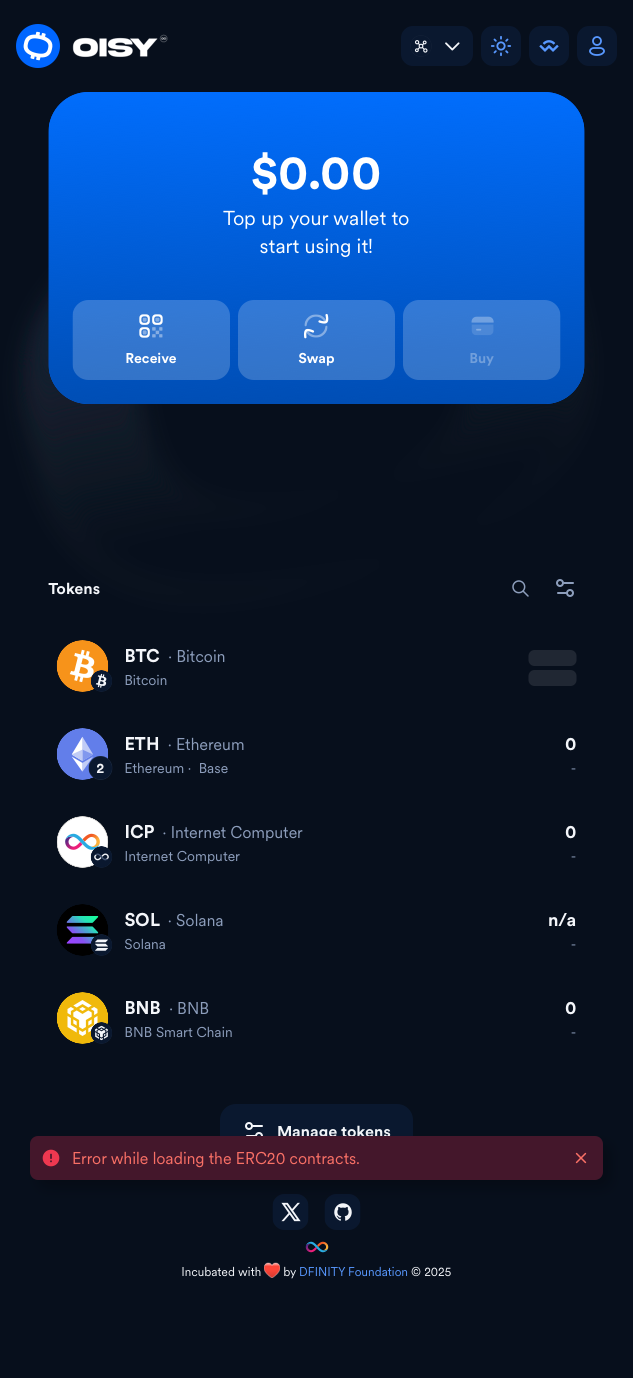 OISY
$0.00
Top up your wallet to
start using it!
Receive
Swap
Buy
Tokens
BTC · Bitcoin
Bitcoin
2
ETH · Ethereum
0
Ethereum · Base
-
ICP · Internet Computer
0
Internet Computer
-
SOL · Solana
n/a
Solana
-
BNB · BNB
0
BNB Smart Chain
-
Manage tokens
Error while loading the ERC20 contracts.
Incubated with ❤️ by DFINITY Foundation © 2025